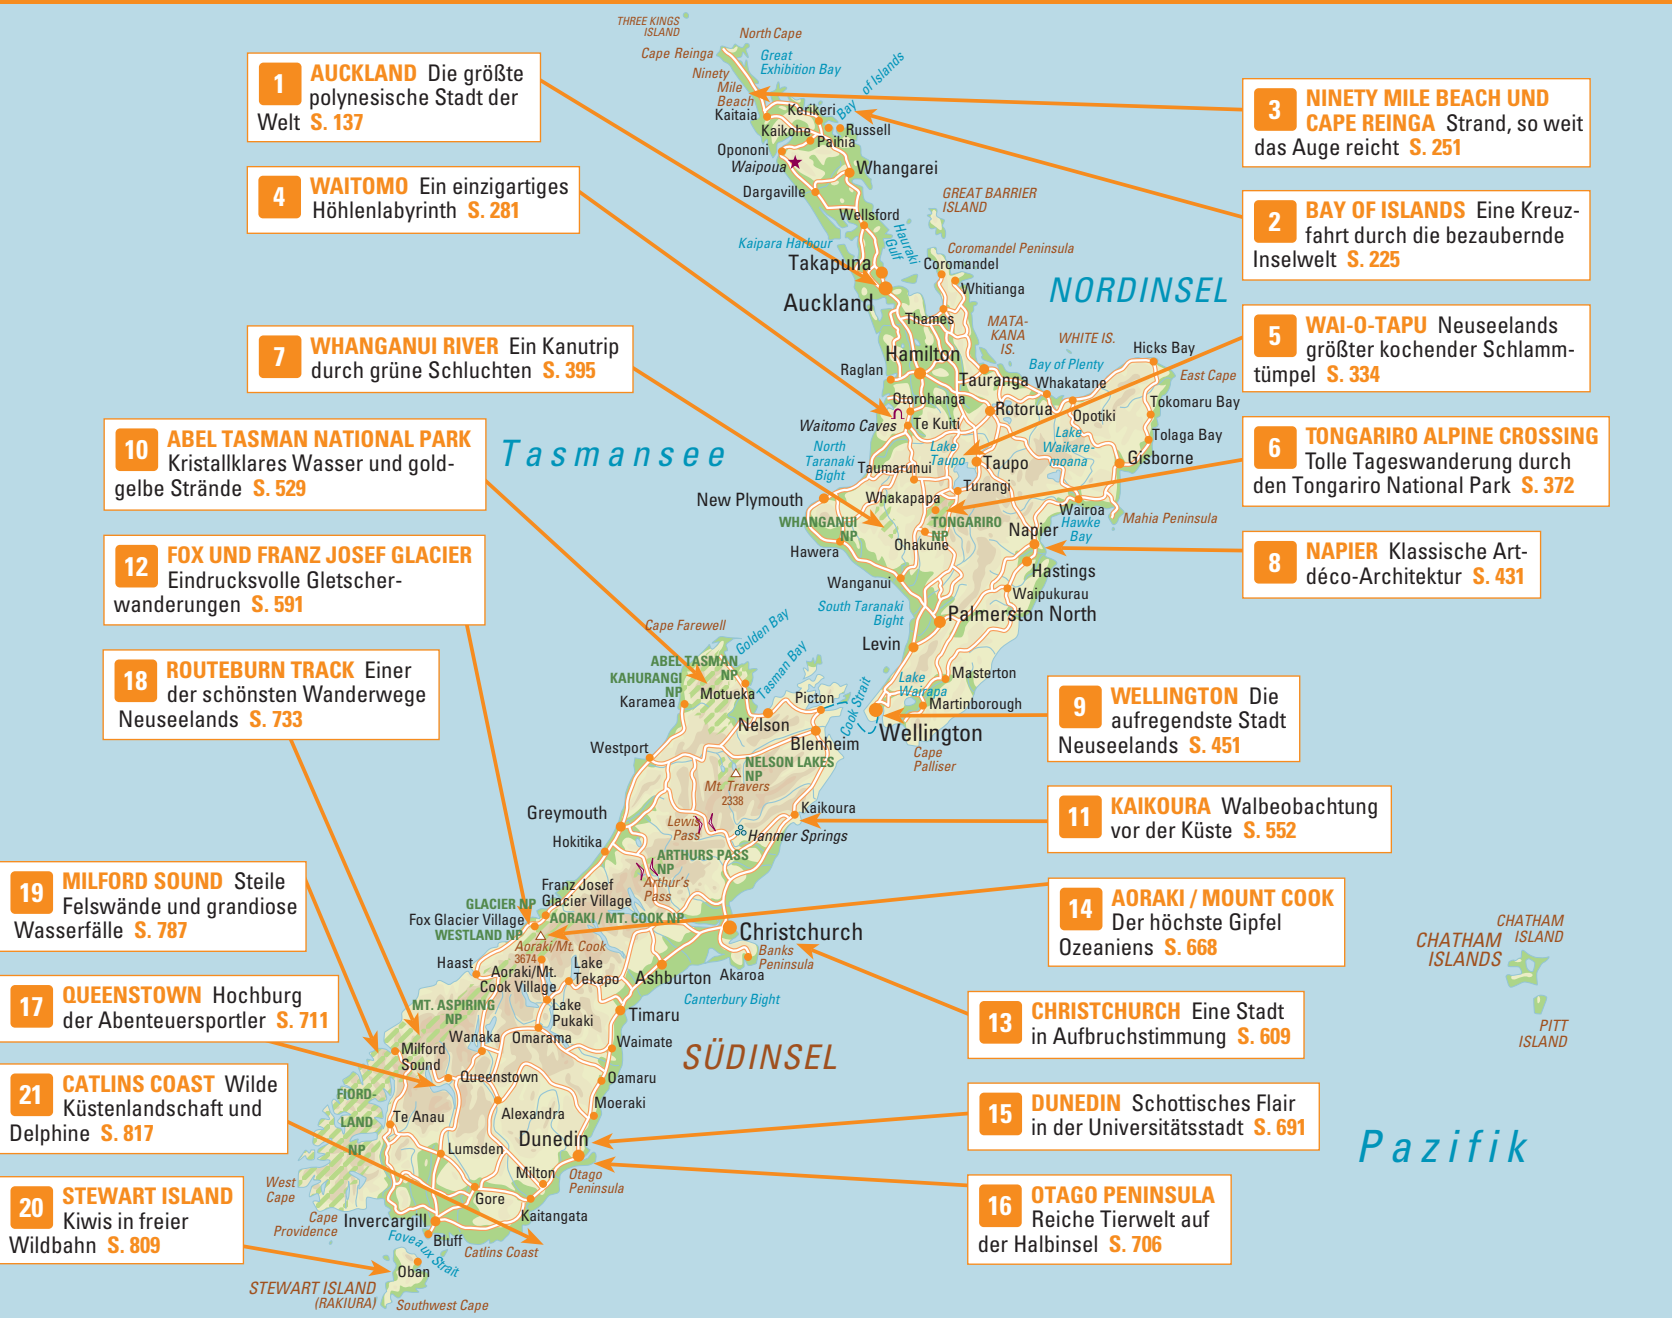 1 AUCKLAND Die größte
polynesische Stadt der
Welt S. 137
4 WAITOMO Ein einzigartiges
Höhlenlabyrinth S. 281
7 WHANGANUI RIVER Ein Kanutrip
durch grüne Schluchten S. 395
10 ABEL TASMAN NATIONAL PARK
Kristallklares Wasser und gold-
gelbe Strände S. 529
12 FOX UND FRANZ JOSEF GLACIER
Eindrucksvolle Gletscher-
wanderungen S. 591
18 ROUTEBURN TRACK Einer
der schönsten Wanderwege
Neuseelands S. 733
19 MILFORD SOUND Steile
Felswände und grandiose
Wasserfälle S. 787
17 QUEENSTOWN Hochburg
der Abenteuersportler S. 711
21 CATLINS COAST Wilde
Küstenlandschaft und
Delphine S. 817
20 STEWART ISLAND
Kiwis in freier
Wildbahn S. 809
3 NINETY MILE BEACH UND
CAPE REINGA Strand, so weit
das Auge reicht S. 251
2 BAY OF ISLANDS Eine Kreuz-
fahrt durch die bezaubernde
Inselwelt S. 225
5 WAI-O-TAPU Neuseelands
größter kochender Schlamm-
tümpel S. 334
6 TONGARIRO ALPINE CROSSING
Tolle Tageswanderung durch
den Tongariro National Park S. 372
8 NAPIER Klassische Art-
déco-Architektur S. 431
9 WELLINGTON Die
aufregendste Stadt
Neuseelands S. 451
11 KAIKOURA Walbeobachtung
vor der Küste S. 552
14 AORAKI / MOUNT COOK
Der höchste Gipfel
Ozeaniens S. 668
13 CHRISTCHURCH Eine Stadt
in Aufbruchstimmung S. 609
15 DUNEDIN Schottisches Flair
in der Universitätsstadt S. 691
16 OTAGO PENINSULA
Reiche Tierwelt auf
der Halbinsel S. 706
THREE KINGS
ISLAND
North Cape
Cape Reinga
Great
Exhibition Bay
Ninety
Mile
Beach
Bay of Islands
Kaitaia
Kerikeri
Kaikohe
Russell
Paihia
Opononi
Waipoua
Whangarei
Dargaville
GREAT BARRIER
ISLAND
Wellsford
Hauraki
Gulf
Kaipara Harbour
Coromandel Peninsula
Takapuna
Coromandel
Whitianga
NORDINSEL
Auckland
Thames
MATA-
KANA
IS.
WHITE IS.
Hicks Bay
Hamilton
Bay of Plenty
Raglan
Tauranga
Whakatane
East Cape
Otorohanga
Rotorua
Opotiki
Tokomaru Bay
Waitomo Caves
Te Kuiti
Tolaga Bay
Tasmansee
North
Taranaki
Bight
Lake
Taupo
Lake
Waikare-
moana
Taumarunui
Taupo
Gisborne
Turangi
New Plymouth
Whakapapa
Wairoa
WHANGANUI
NP
TONGARIRO
NP
Napier
Hawke
Bay
Mahia Peninsula
Hawera
Ohakune
Hastings
Wanganui
Waipukurau
South Taranaki
Bight
Palmerston North
Cape Farewell
Golden Bay
Levin
Tasman Bay
ABEL TASMAN
NP
KAHURANGI
NP
Motueka
Karamea
Picton
Cook Strait
Lake
Wairapa
Masterton
Martinborough
Nelson
Blenheim
Wellington
Cape
Palliser
Westport
NELSON LAKES
NP
Mt. Travers
2338
Greymouth
Kaikoura
Lewis
Pass
Hanmer Springs
Hokitika
ARTHURS PASS
NP
Arthur's
Pass
Franz Josef
Glacier Village
GLACIER NP
Fox Glacier Village
AORAKI / MT. COOK NP
WESTLAND NP
Aoraki/Mt. Cook
3674
Christchurch
Banks
Peninsula
Haast
Aoraki/Mt.
Cook Village
Lake
Tekapo
Ashburton
Akaroa
Canterbury Bight
MT. ASPIRING
NP
Lake
Pukaki
Timaru
Wanaka
Omarama
Waimate
SÜDINSEL
Milford
Sound
Queenstown
Oamaru
FIORD-
LAND
NP
Te Anau
Alexandra
Moeraki
Dunedin
Lumsden
Milton
Otago
Peninsula
West
Cape
Gore
Kaitangata
Cape
Providence
Invercargill
Bluff
Foveaux Strait
Catlins Coast
Oban
STEWART ISLAND
(RAKIURA)
Southwest Cape
CHATHAM
ISLANDS
CHATHAM
ISLAND
PITT
ISLAND
Pazifik